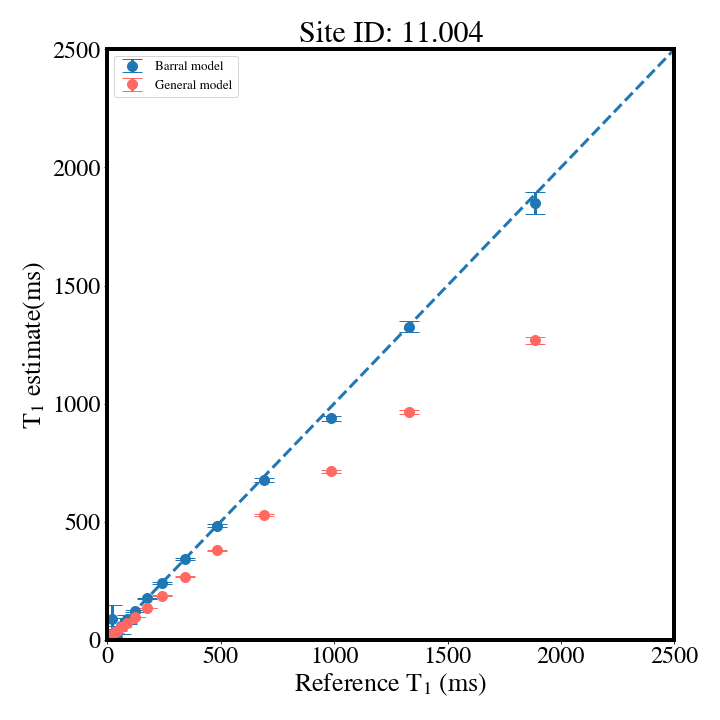 Site ID: 11.004
Barral model
General model
2500
2000
1500
1000
500
0
T₁ estimate(ms)
0 500 1000 1500 2000 2500
Reference T₁ (ms)